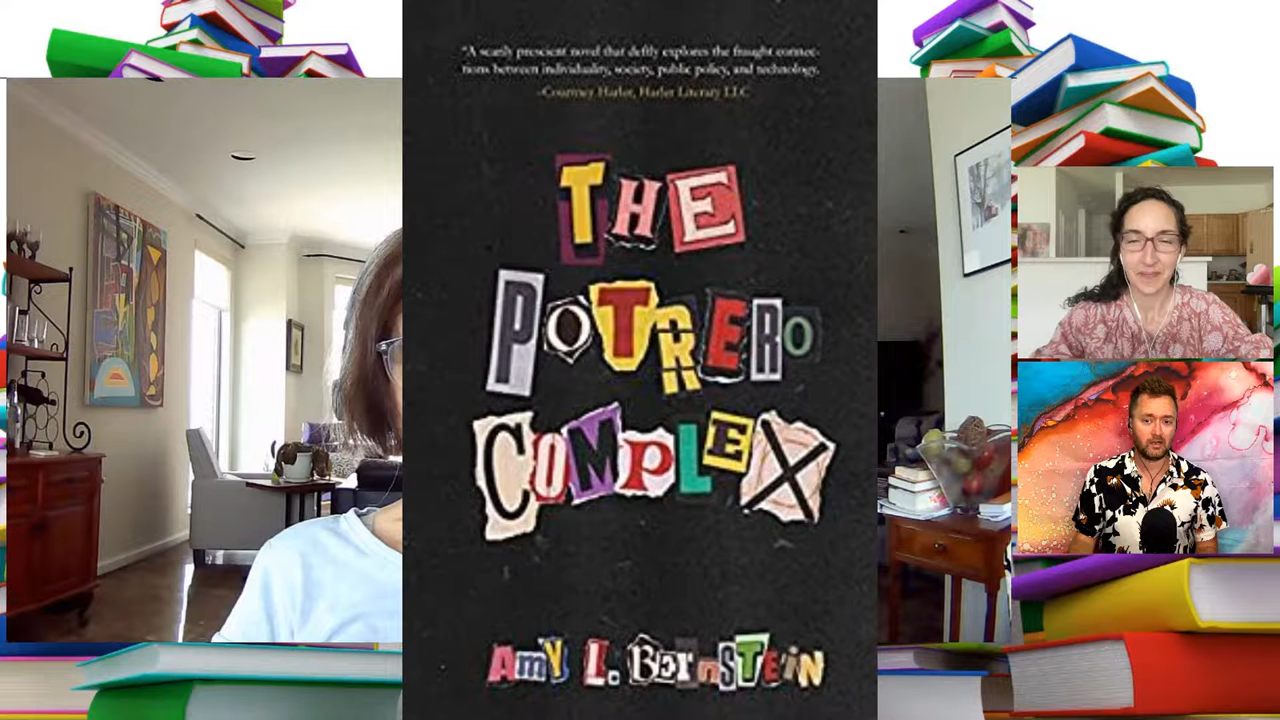 "A scarily prescient novel that deftly explores the fraught connec-
tions between individuality, society, public policy, and technology.
–Courtney Harler, Harler Literary LLC
THE
POTRERO
COMPLEX
Amy L. BERnSTEiN